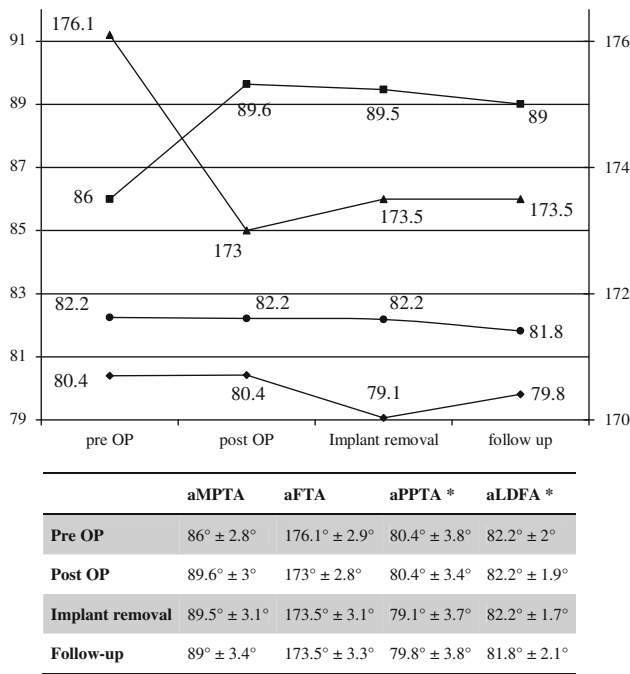 176.1
91 176
89.6 89.5 89
89
87 174
86
173.5 173.5
85
173
83 172
82.2 82.2 82.2
81.8
81
80.4 80.4 79.1 79.8
79 170
pre OP post OP Implant removal follow up
aMPTA aFTA aPPTA * aLDFA *
Pre OP 86° ± 2.8° 176.1° ± 2.9° 80.4° ± 3.8° 82.2° ± 2°
Post OP 89.6° ± 3° 173° ± 2.8° 80.4° ± 3.4° 82.2° ± 1.9°
Implant removal 89.5° ± 3.1° 173.5° ± 3.1° 79.1° ± 3.7° 82.2° ± 1.7°
Follow-up 89° ± 3.4° 173.5° ± 3.3° 79.8° ± 3.8° 81.8° ± 2.1°